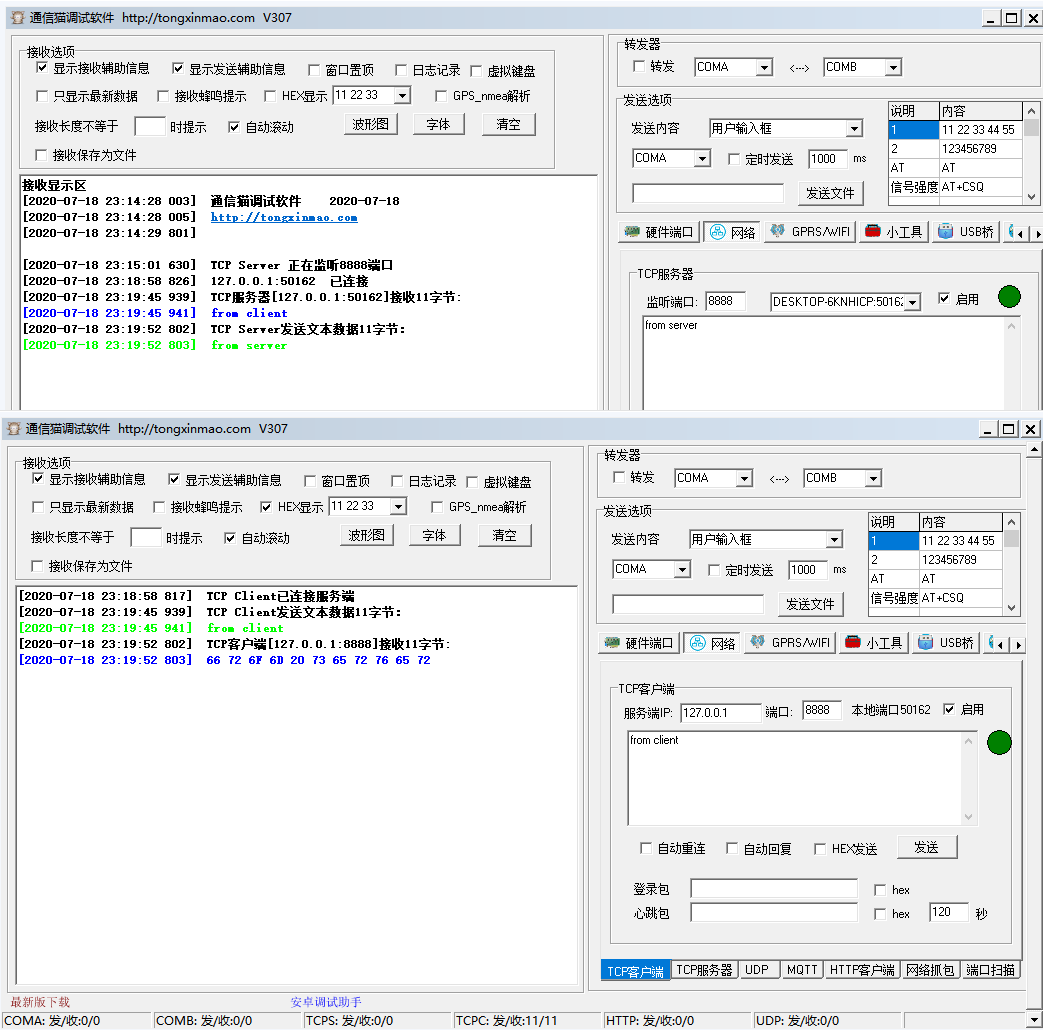 通信猫调试软件 http://tongxinmao.com V307
接收选项
显示接收辅助信息 显示发送辅助信息 窗口置顶 日志记录 虚拟键盘
只显示最新数据 接收蜂鸣提示 HEX显示 11 22 33 GPS_nmea解析
接收长度不等于 时提示 自动滚动 波形图 字体 清空
接收保存为文件
接收显示区
[2020-07-18 23:14:28 003] 通信猫调试软件 2020-07-18
[2020-07-18 23:14:28 005] http://tongxinmao.com
[2020-07-18 23:14:29 801]
[2020-07-18 23:15:01 630] TCP Server 正在监听8888端口
[2020-07-18 23:18:58 826] 127.0.0.1:50162 已连接
[2020-07-18 23:19:45 939] TCP服务器[127.0.0.1:50162]接收11字节:
[2020-07-18 23:19:45 941] from client
[2020-07-18 23:19:52 802] TCP Server发送文本数据11字节:
[2020-07-18 23:19:52 803] from server
转发器
转发 COMA <---> COMB
发送选项
发送内容 用户输入框
COMA 定时发送 1000 ms
发送文件
说明 内容
1 11 22 33 44 55
2 123456789
AT AT
信号强度 AT+CSQ
硬件端口 网络 GPRS/WIFI 小工具 USB桥
TCP服务器
监听端口: 8888 DESKTOP-6KNHICP:50162 启用
from server
通信猫调试软件 http://tongxinmao.com V307
接收选项
显示接收辅助信息 显示发送辅助信息 窗口置顶 日志记录 虚拟键盘
只显示最新数据 接收蜂鸣提示 HEX显示 11 22 33 GPS_nmea解析
接收长度不等于 时提示 自动滚动 波形图 字体 清空
接收保存为文件
[2020-07-18 23:18:58 817] TCP Client已连接服务端
[2020-07-18 23:19:45 939] TCP Client发送文本数据11字节:
[2020-07-18 23:19:45 941] from client
[2020-07-18 23:19:52 802] TCP客户端[127.0.0.1:8888]接收11字节:
[2020-07-18 23:19:52 803] 66 72 6F 6D 20 73 65 72 76 65 72
转发器
转发 COMA <---> COMB
发送选项
发送内容 用户输入框
COMA 定时发送 1000 ms
发送文件
说明 内容
1 11 22 33 44 55
2 123456789
AT AT
信号强度 AT+CSQ
硬件端口 网络 GPRS/WIFI 小工具 USB桥
TCP客户端
服务端IP: 127.0.0.1 端口: 8888 本地端口50162 启用
from client
自动重连 自动回复 HEX发送 发送
登录包 hex
心跳包 hex 120 秒
TCP客户端 TCP服务器 UDP MQTT HTTP客户端 网络抓包 端口扫描
最新版下载 安卓调试助手
COMA: 发/收:0/0 COMB: 发/收:0/0 TCPS: 发/收:0/0 TCPC: 发/收:11/11 HTTP: 发/收:0/0 UDP: 发/收:0/0